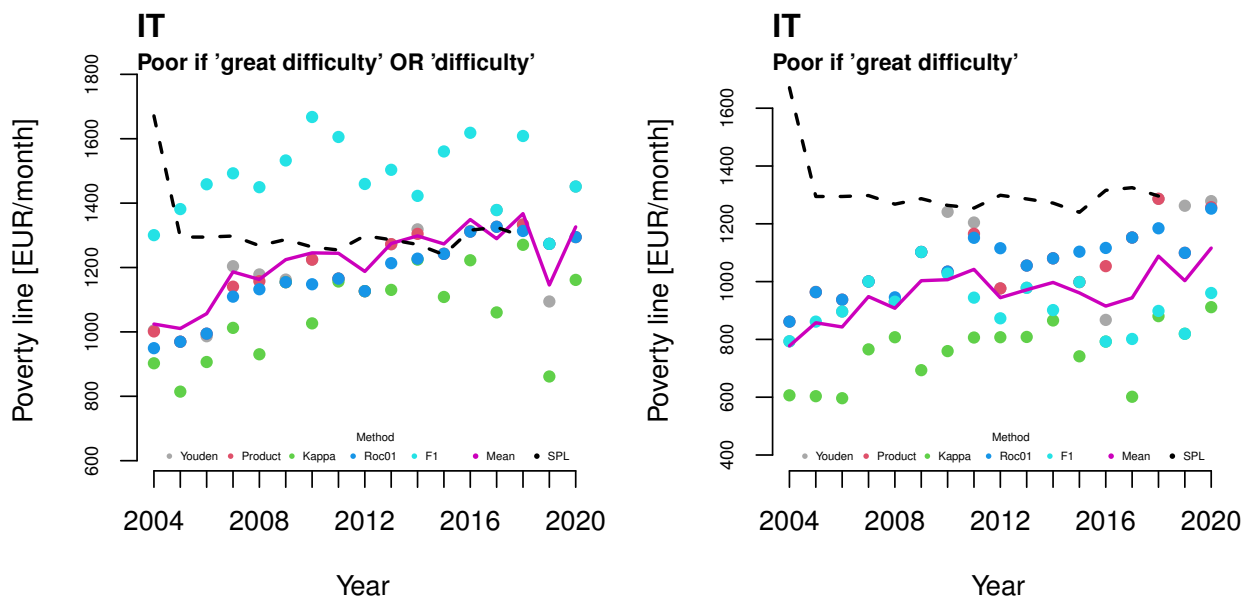 IT
Poor if ’great difficulty’ OR ’difficulty’
Poverty line [EUR/month]
1800
1600
1400
1200
1000
800
600
Method
Youden Product Kappa Roc01 F1 Mean SPL
2004 2008 2012 2016 2020
Year
IT
Poor if ’great difficulty’
Poverty line [EUR/month]
1600
1400
1200
1000
800
600
400
Method
Youden Product Kappa Roc01 F1 Mean SPL
2004 2008 2012 2016 2020
Year